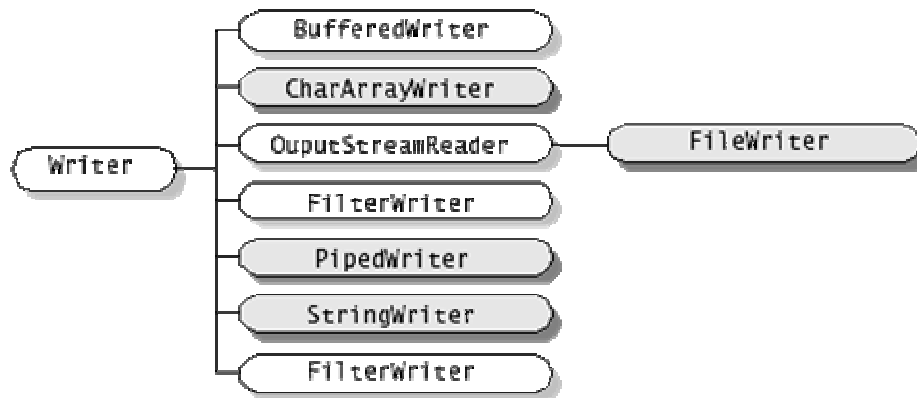 BufferedWriter
CharArrayWriter
OuputStreamReader
FileWriter
Writer
FilterWriter
PipedWriter
StringWriter
FilterWriter